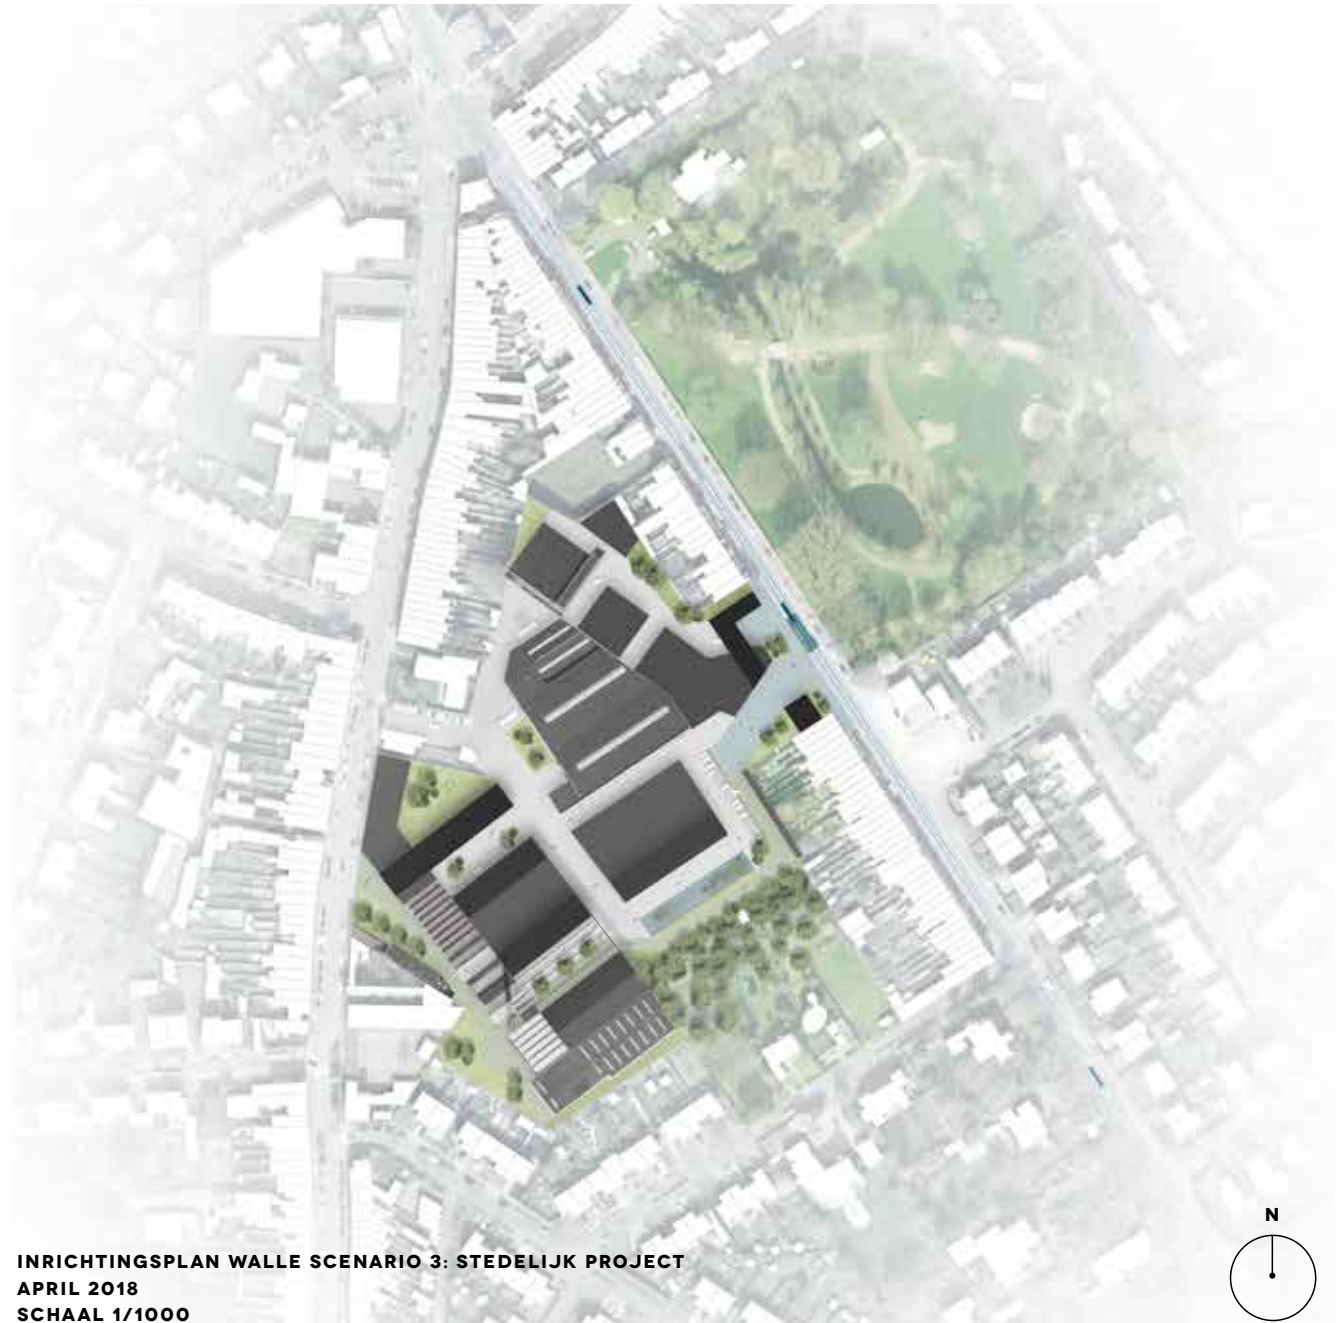 N
INRICHTINGSPLAN WALLE SCENARIO 3: STEDELIJK PROJECT
APRIL 2018
SCHAAL 1/1000